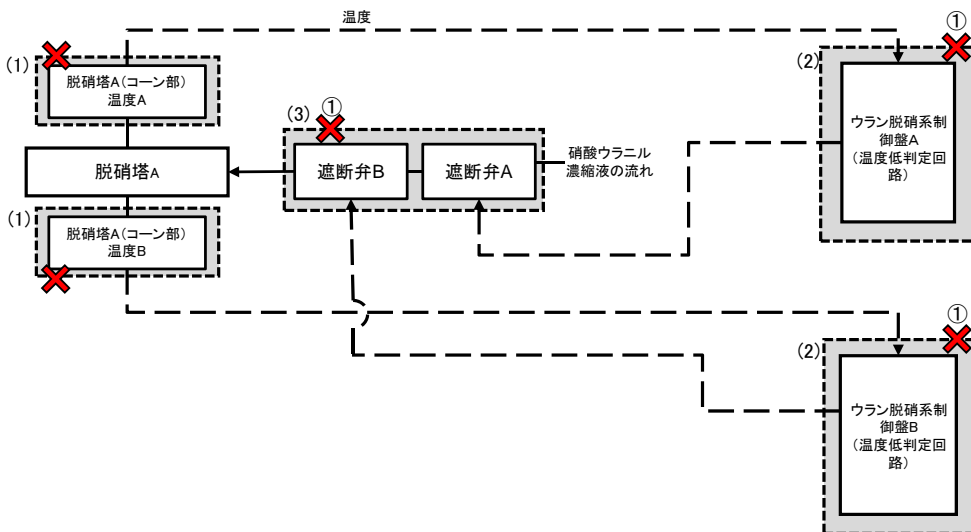 温度
①
(1)
脱硝塔A(コーン部)
温度A
(2)
ウラン脱硝系制
御盤A
(温度低判定回
路)
(3)
①
遮断弁B
遮断弁A
硝酸ウラニル
濃縮液の流れ
脱硝塔A
(1)
脱硝塔A(コーン部)
温度B
①
(2)
ウラン脱硝系制
御盤B
(温度低判定回
路)